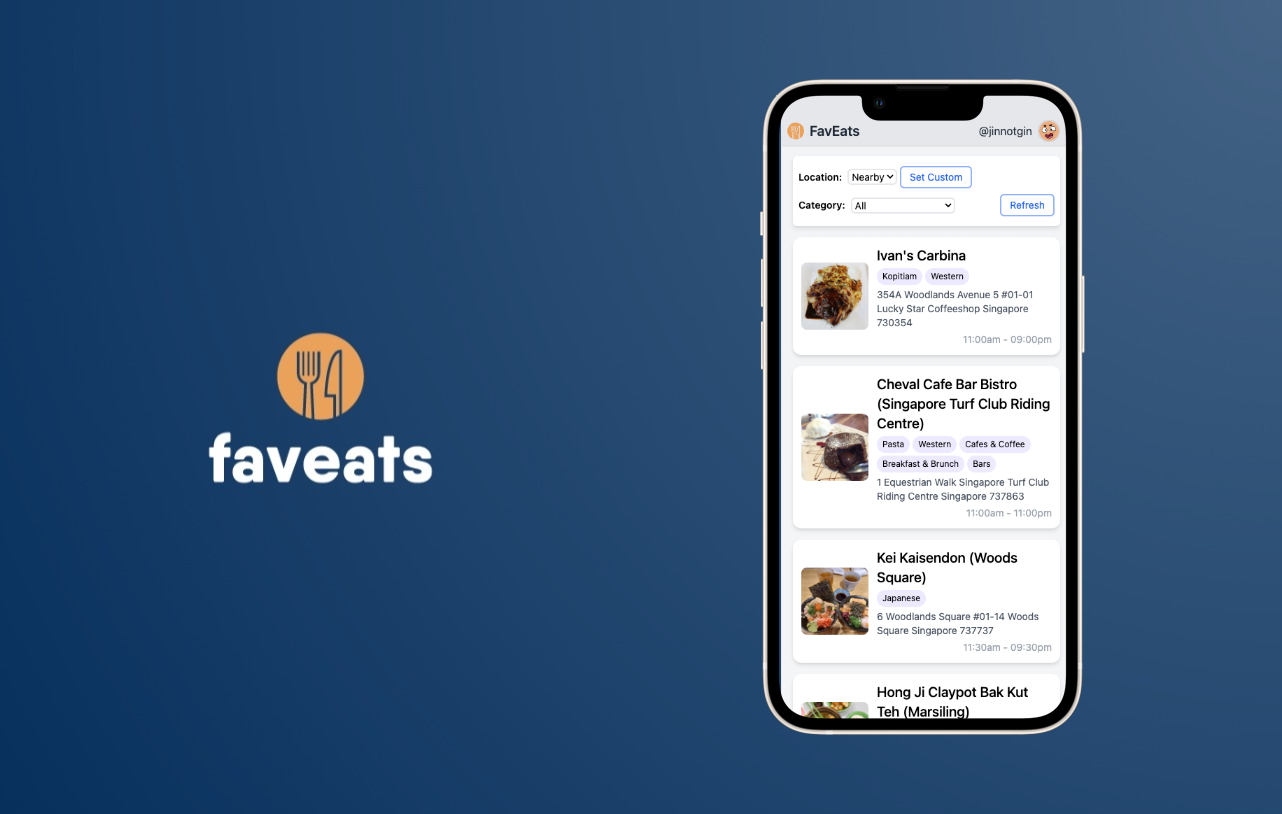 faveats
FavEats
@jinnotgin
Location: Nearby Set Custom
Category: All Refresh
Ivan's Carbina
Kopitiam Western
354A Woodlands Avenue 5 #01-01
Lucky Star Coffeeshop Singapore
730354
11:00am - 09:00pm
Cheval Cafe Bar Bistro
(Singapore Turf Club Riding
Centre)
Pasta Western Cafes & Coffee
Breakfast & Brunch Bars
1 Equestrian Walk Singapore Turf Club
Riding Centre Singapore 737863
11:00am - 11:00pm
Kei Kaisendon (Woods
Square)
Japanese
6 Woodlands Square #01-14 Woods
Square Singapore 737737
11:30am - 09:30pm
Hong Ji Claypot Bak Kut
Teh (Marsiling)